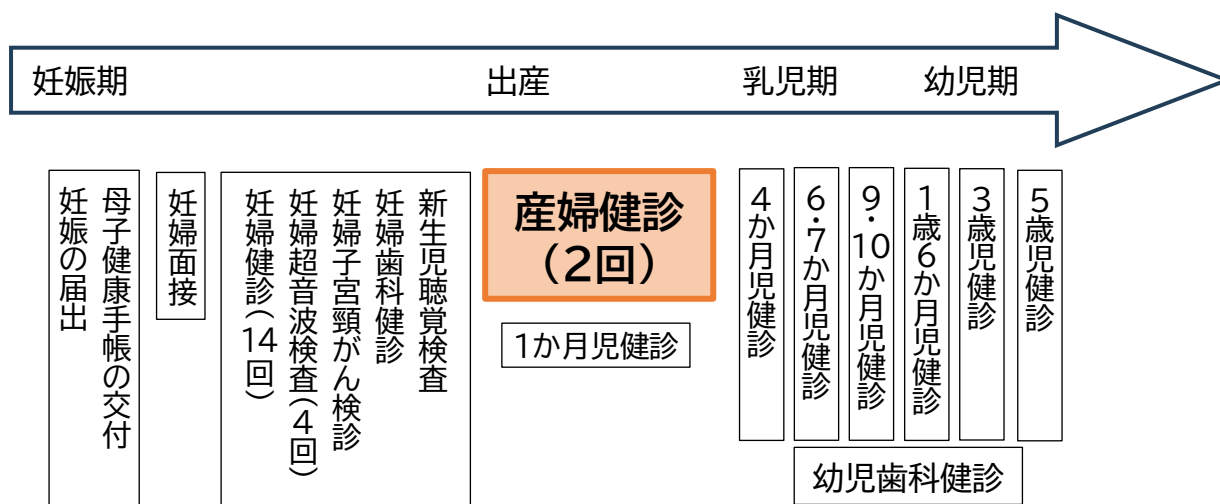 妊娠期
出産
乳児期
幼児期
母子健康手帳の交付
妊娠の届出
妊婦面接
新生児聴覚検査
妊婦歯科健診
妊婦子宮頸がん検診
妊婦超音波検査(4回)
妊婦健診(14回)
産婦健診
(2回)
1か月児健診
4か月児健診
6・7か月児健診
9・10か月児健診
1歳6か月児健診
3歳児健診
5歳児健診
幼児歯科健診